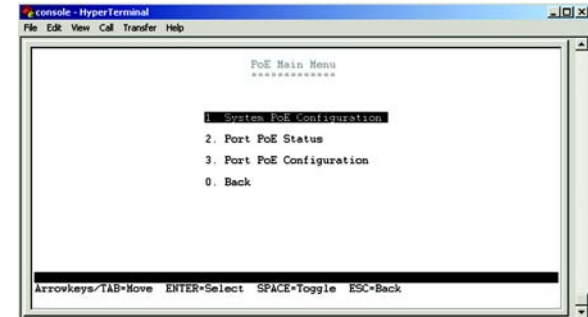 console - HyperTerminal
File Edit View Call Transfer Help
PoE Main Menu
=============
1. System PoE Configuration
2. Port PoE Status
3. Port PoE Configuration
0. Back
Arrowkeys/TAB=Move ENTER=Select SPACE=Toggle ESC=Back